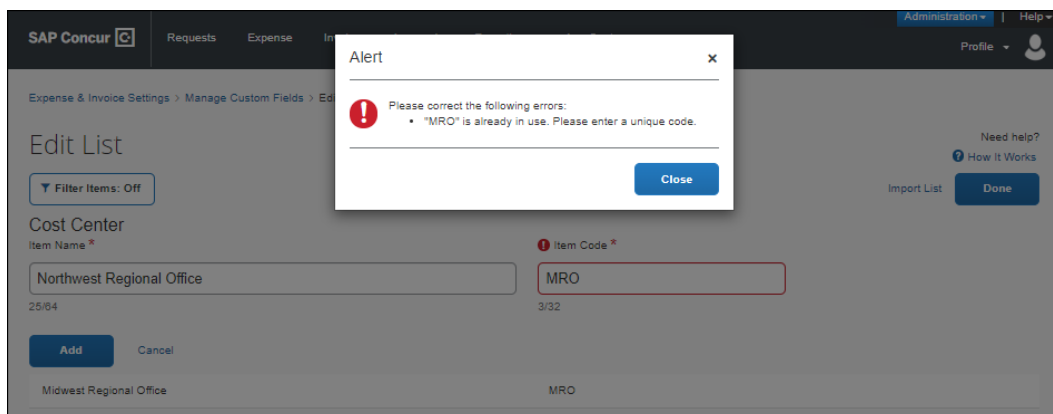 Administration | Help
SAP Concur C Requests Expense
Profile
Alert ×
Expense & Invoice Settings > Manage Custom Fields >
Please correct the following errors:
• "MRO" is already in use. Please enter a unique code.
Edit List
Need help?
How It Works
Close
Filter Items: Off
Import List Done
Cost Center
Item Name * Item Code *
Northwest Regional Office MRO
25/64 3/32
Add Cancel
Midwest Regional Office MRO